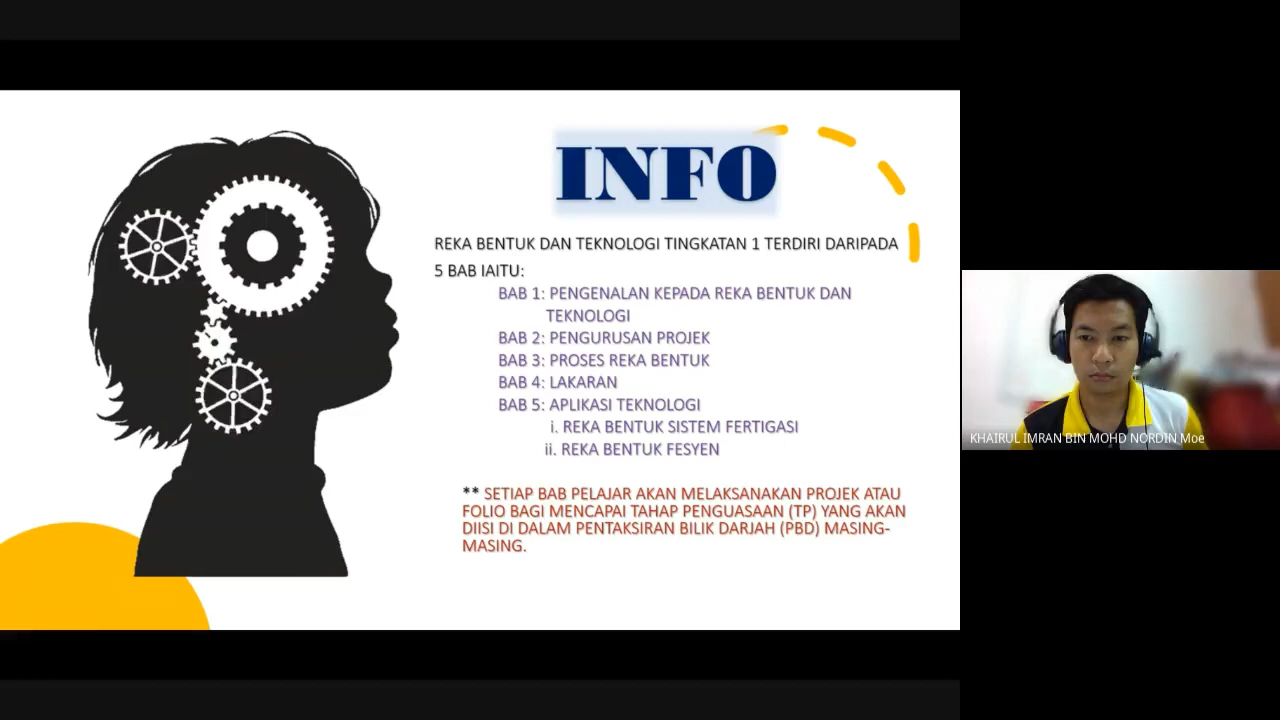 INFO
REKA BENTUK DAN TEKNOLOGI TINGKATAN 1 TERDIRI DARIPADA
5 BAB IAITU:
BAB 1: PENGENALAN KEPADA REKA BENTUK DAN
TEKNOLOGI
BAB 2: PENGURUSAN PROJEK
BAB 3: PROSES REKA BENTUK
BAB 4: LAKARAN
BAB 5: APLIKASI TEKNOLOGI
i. REKA BENTUK SISTEM FERTIGASI
ii. REKA BENTUK FESYEN
** SETIAP BAB PELAJAR AKAN MELAKSANAKAN PROJEK ATAU
FOLIO BAGI MENCAPAI TAHAP PENGUASAAN (TP) YANG AKAN
DIISI DI DALAM PENTAKSIRAN BILIK DARJAH (PBD) MASING-
MASING.
KHAIRUL IMRAN BIN MOHD NORDIN Moe